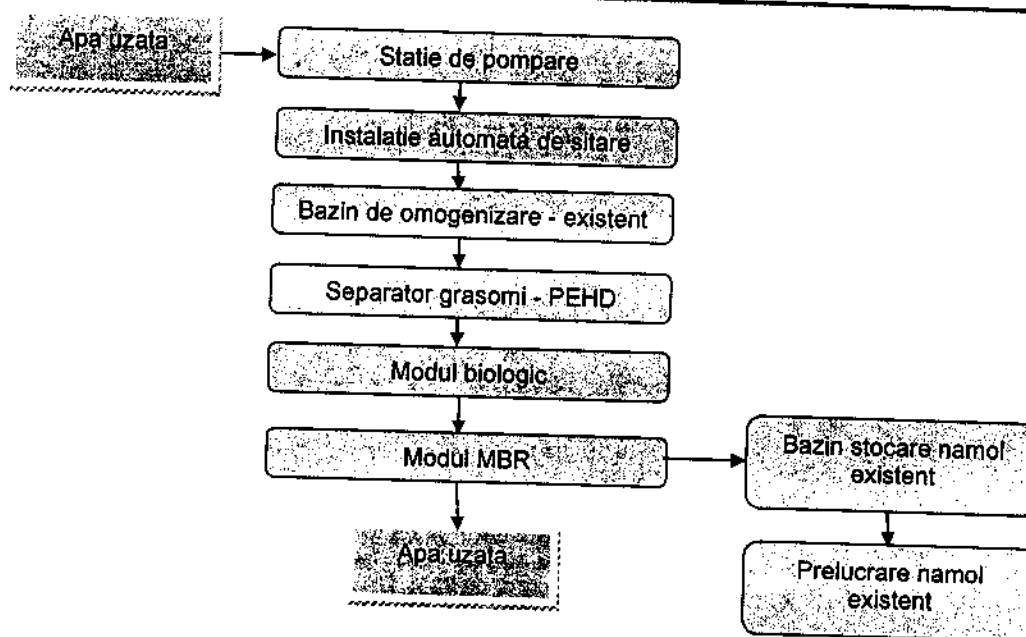 Apa uzata
Statie de pompare
Instalatie automata de sitare
Bazin de omogenizare - existent
Separator grasomi - PEHD
Modul biologic
Modul MBR
Bazin stocare namol
existent
Apa uzata
Prelucrare namol
existent